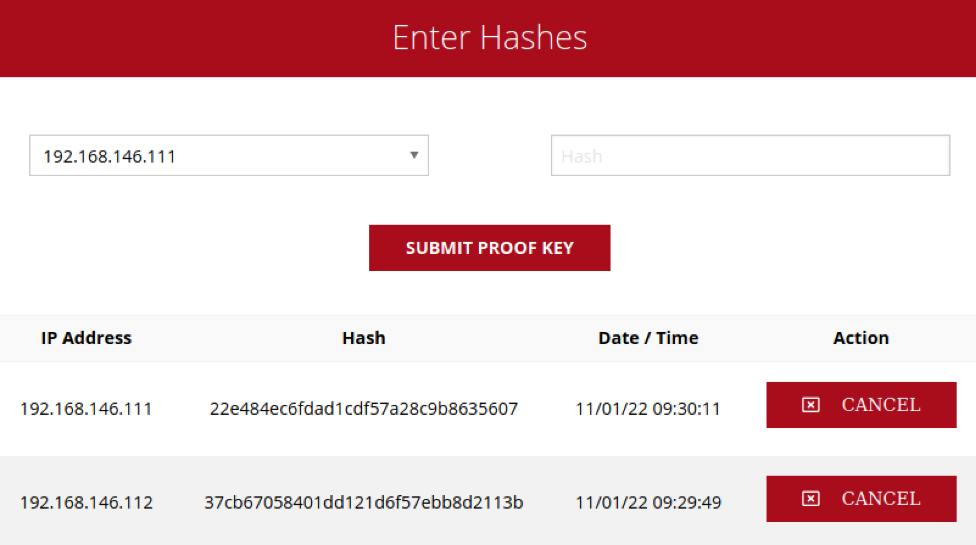 Enter Hashes
192.168.146.111
Hash
SUBMIT PROOF KEY
IP Address Hash Date / Time Action
192.168.146.111 22e484ec6fdad1cdf57a28c9b8635607 11/01/22 09:30:11 CANCEL
192.168.146.112 37cb67058401dd121d6f57ebb8d2113b 11/01/22 09:29:49 CANCEL